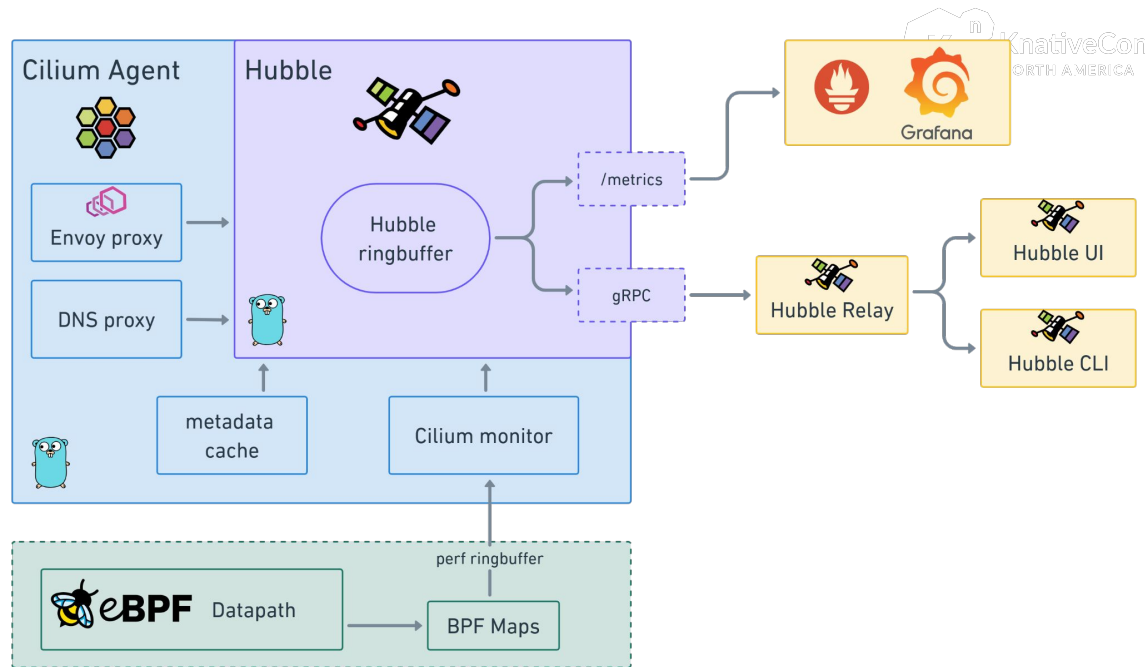 n
KnativeCon
NORTH AMERICA
Cilium Agent
Hubble
Grafana
Envoy proxy
DNS proxy
Hubble
ringbuffer
/metrics
gRPC
Hubble Relay
Hubble UI
Hubble CLI
metadata
cache
Cilium monitor
perf ringbuffer
eBPF
Datapath
BPF Maps